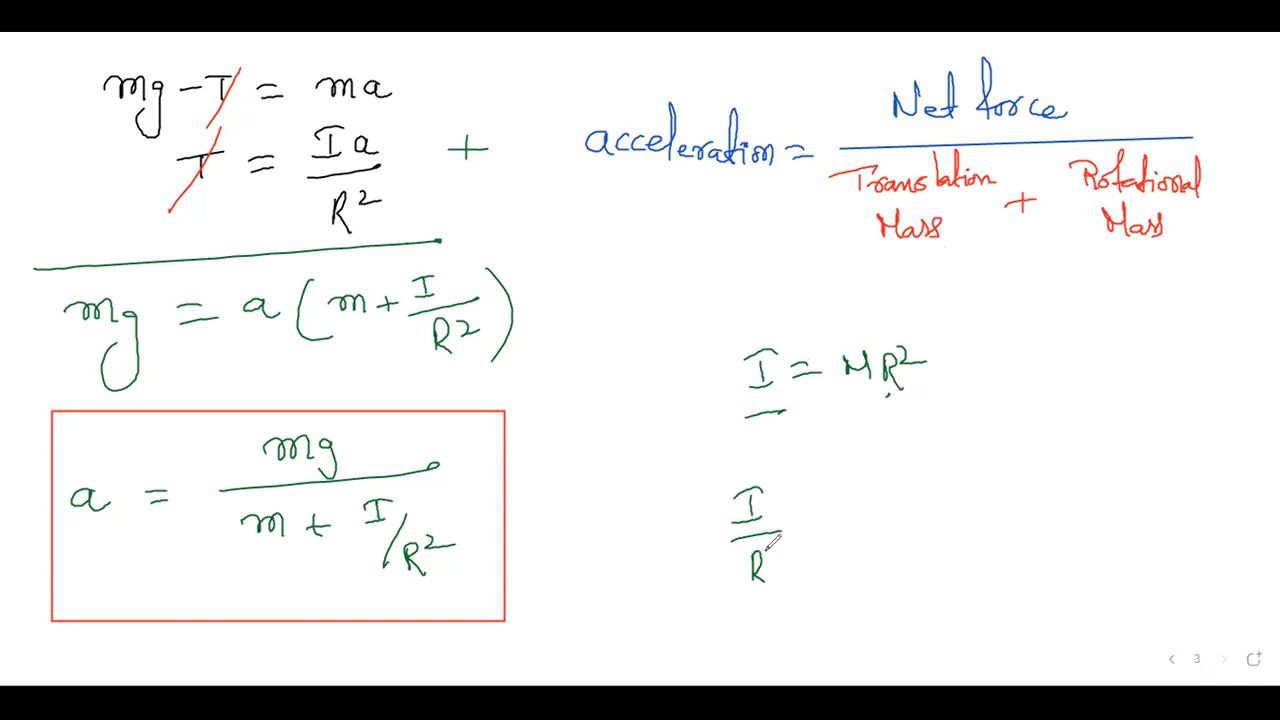 mg - T = ma
T = Ia / R²
+
mg = a (m + I / R²)
a = mg / m + I/R²
acceleration = Net force / Translation Mass + Rotational Mass
I = MR²
I / R
3